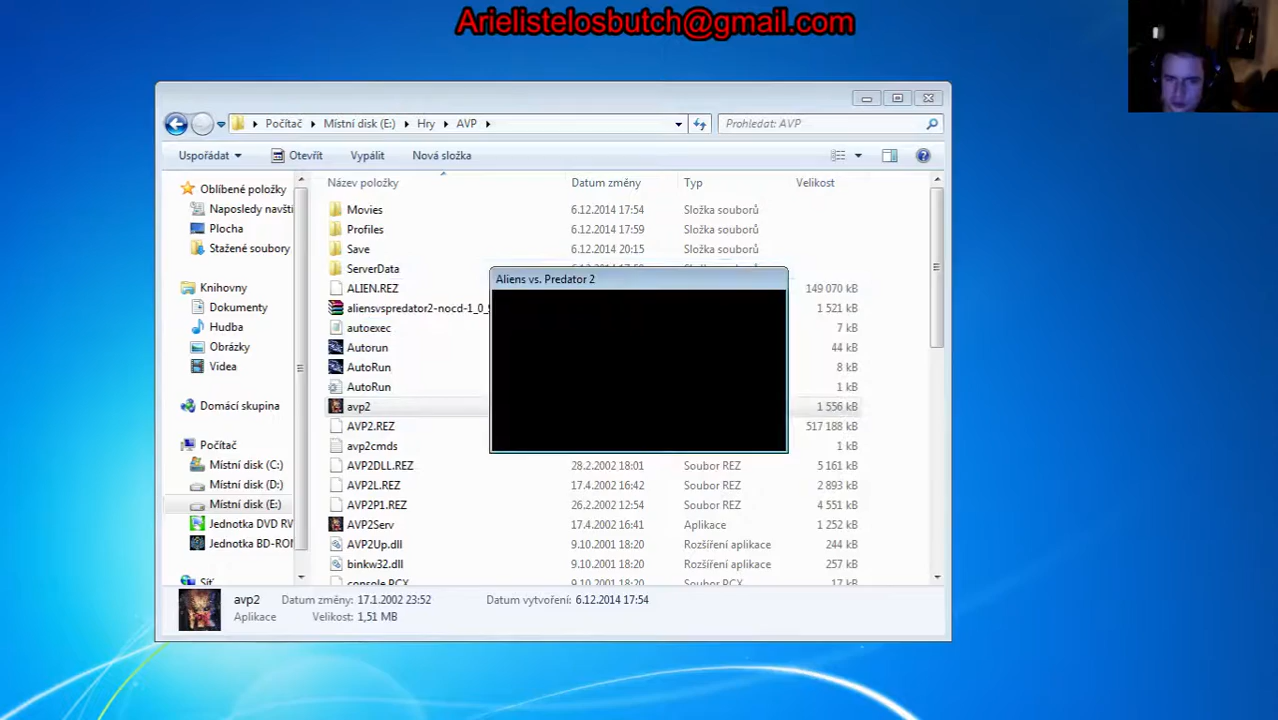 Arielistelosbutch@gmail.com
Počítač Místní disk (E:) Hry AVP
Prohledat: AVP
Uspořádat Otevřít Vypálit Nová složka
Název položky Datum změny Typ Velikost
Oblíbené položky
Naposledy navští
Plocha
Stažené soubory
Knihovny
Dokumenty
Hudba
Obrázky
Videa
Domácí skupina
Počítač
Místní disk (C:)
Místní disk (D:)
Místní disk (E:)
Jednotka DVD RV
Jednotka BD-ROM
Síť
Movies 6.12.2014 17:54 Složka souborů
Profiles 6.12.2014 17:59 Složka souborů
Save 6.12.2014 20:15 Složka souborů
ServerData Složka souborů
ALIEN.REZ 149 070 kB
aliensvspredator2-nocd-1_0_ 1 521 kB
autoexec 7 kB
Autorun 44 kB
AutoRun 8 kB
AutoRun 1 kB
avp2 1 556 kB
AVP2.REZ 517 188 kB
avp2cmds 1 kB
AVP2DLL.REZ 28.2.2002 18:01 Soubor REZ 5 161 kB
AVP2L.REZ 17.4.2002 16:42 Soubor REZ 2 893 kB
AVP2P1.REZ 26.2.2002 12:54 Soubor REZ 4 551 kB
AVP2Serv 17.4.2002 16:41 Aplikace 1 252 kB
AVP2Up.dll 9.10.2001 18:20 Rozšíření aplikace 244 kB
binkw32.dll 9.10.2001 18:20 Rozšíření aplikace 257 kB
console.PCX 9.10.2001 18:20 Soubor PCX 17 kB
Aliens vs. Predator 2
avp2 Datum změny: 17.1.2002 23:52 Datum vytvoření: 6.12.2014 17:54
Aplikace Velikost: 1,51 MB